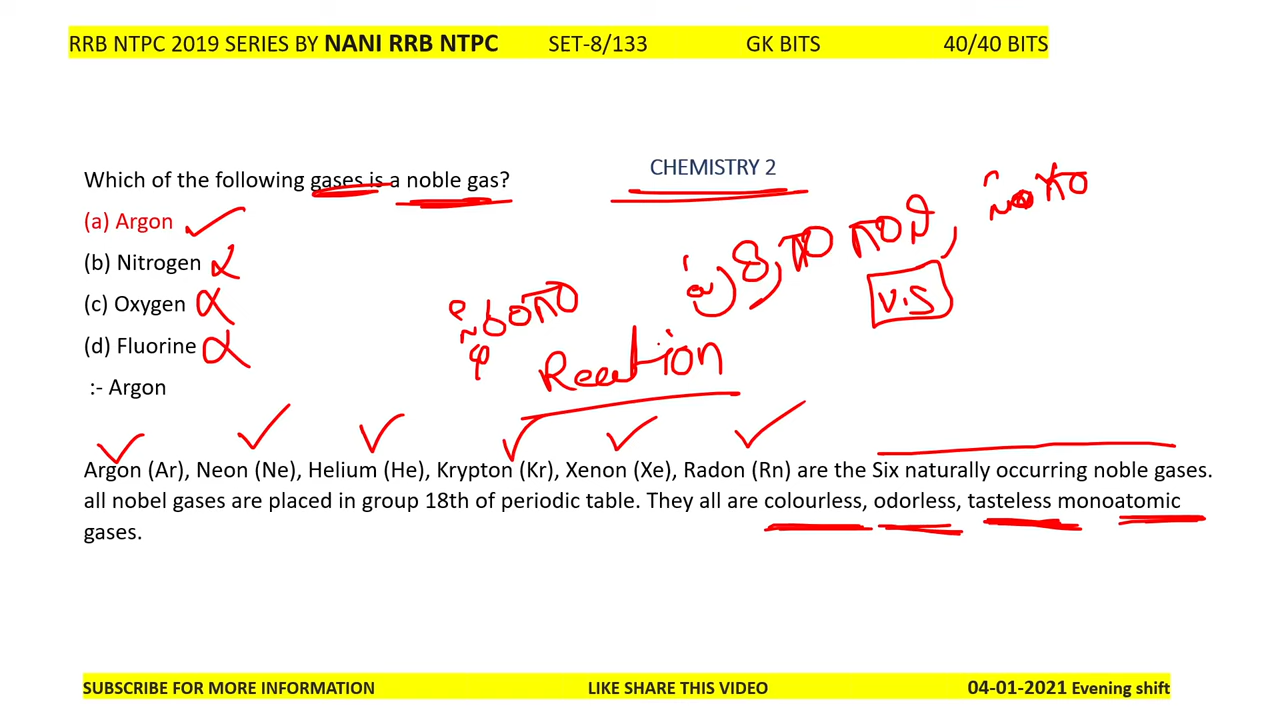 RRB NTPC 2019 SERIES BY NANI RRB NTPC SET-8/133 GK BITS 40/40 BITS
CHEMISTRY 2
Which of the following gases is a noble gas?
(a) Argon
(b) Nitrogen
(c) Oxygen
(d) Fluorine
:- Argon
V.S
Argon (Ar), Neon (Ne), Helium (He), Krypton (Kr), Xenon (Xe), Radon (Rn) are the Six naturally occurring noble gases.
all nobel gases are placed in group 18th of periodic table. They all are colourless, odorless, tasteless monoatomic
gases.
SUBSCRIBE FOR MORE INFORMATION LIKE SHARE THIS VIDEO 04-01-2021 Evening shift